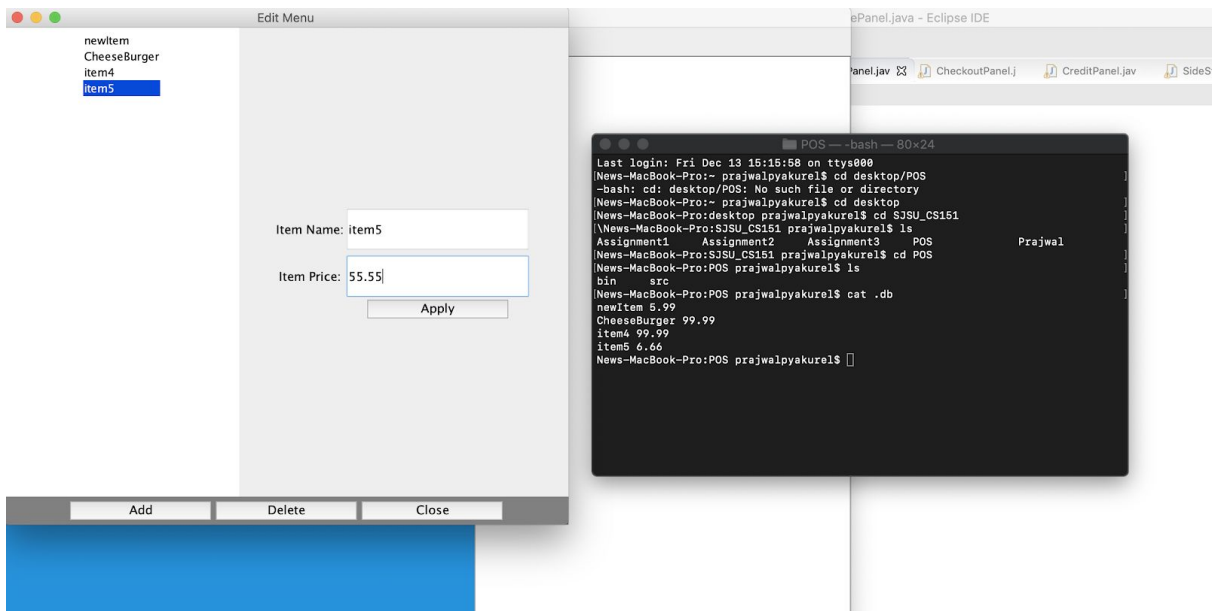 Edit Menu
ePanel.java - Eclipse IDE
newItem
CheeseBurger
item4
item5
Panel.jav
CheckoutPanel.j
CreditPanel.jav
SideS
Item Name: item5
Item Price: 55.55
Apply
Add
Delete
Close
POS — -bash — 80×24
Last login: Fri Dec 13 15:15:58 on ttys000
[News-MacBook-Pro:~ prajwalpyakurel$ cd desktop/POS ]
-bash: cd: desktop/POS: No such file or directory
[News-MacBook-Pro:~ prajwalpyakurel$ cd desktop ]
[News-MacBook-Pro:desktop prajwalpyakurel$ cd SJSU_CS151 ]
[\News-MacBook-Pro:SJSU_CS151 prajwalpyakurel$ ls ]
Assignment1 Assignment2 Assignment3 POS Prajwal
[News-MacBook-Pro:SJSU_CS151 prajwalpyakurel$ cd POS ]
[News-MacBook-Pro:POS prajwalpyakurel$ ls ]
bin src
[News-MacBook-Pro:POS prajwalpyakurel$ cat .db ]
newItem 5.99
CheeseBurger 99.99
item4 99.99
item5 6.66
News-MacBook-Pro:POS prajwalpyakurel$